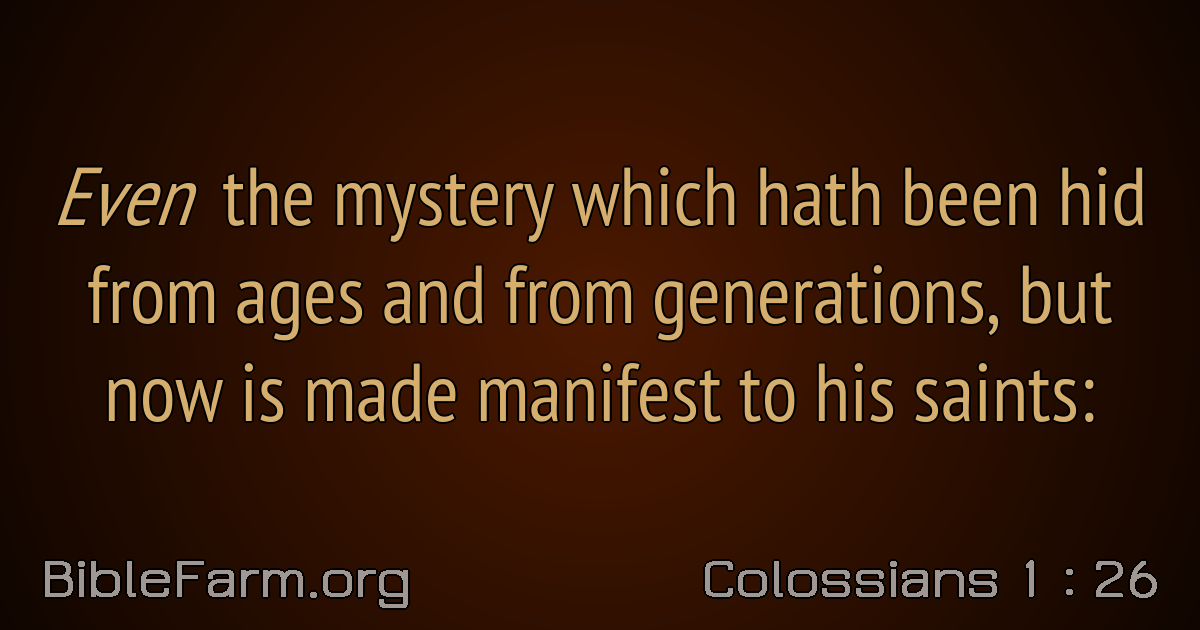 Even the mystery which hath been hid
from ages and from generations, but
now is made manifest to his saints:
BibleFarm.org
Colossians 1 : 26